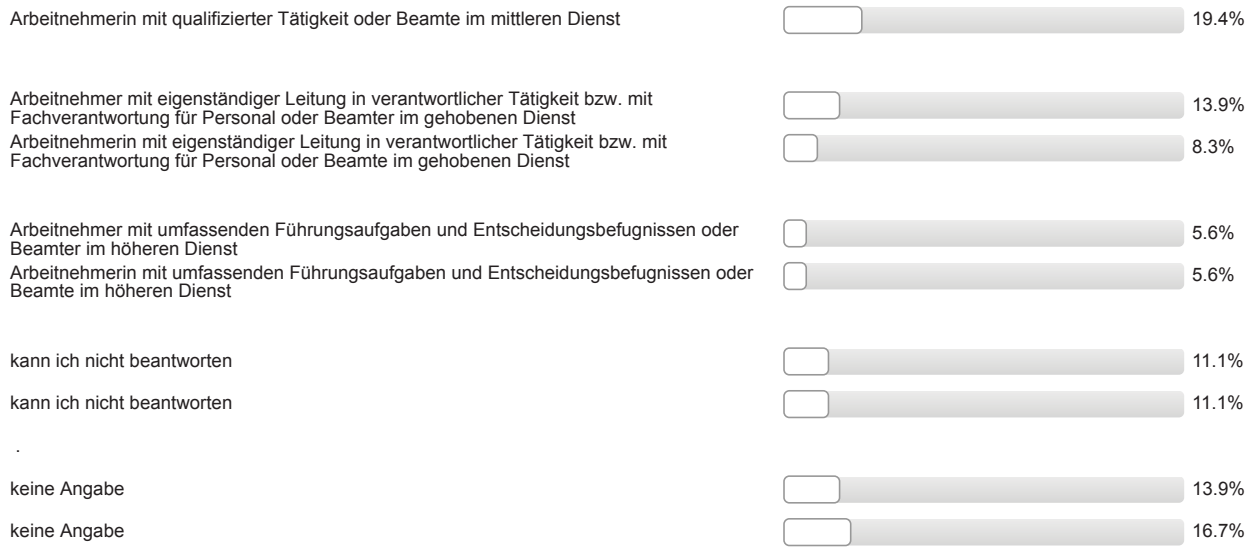 Arbeitnehmerin mit qualifizierter Tätigkeit oder Beamte im mittleren Dienst 19.4%
Arbeitnehmer mit eigenständiger Leitung in verantwortlicher Tätigkeit bzw. mit
Fachverantwortung für Personal oder Beamter im gehobenen Dienst 13.9%
Arbeitnehmerin mit eigenständiger Leitung in verantwortlicher Tätigkeit bzw. mit
Fachverantwortung für Personal oder Beamte im gehobenen Dienst 8.3%
Arbeitnehmer mit umfassenden Führungsaufgaben und Entscheidungsbefugnissen oder
Beamter im höheren Dienst 5.6%
Arbeitnehmerin mit umfassenden Führungsaufgaben und Entscheidungsbefugnissen oder
Beamte im höheren Dienst 5.6%
kann ich nicht beantworten 11.1%
kann ich nicht beantworten 11.1%
.
keine Angabe 13.9%
keine Angabe 16.7%